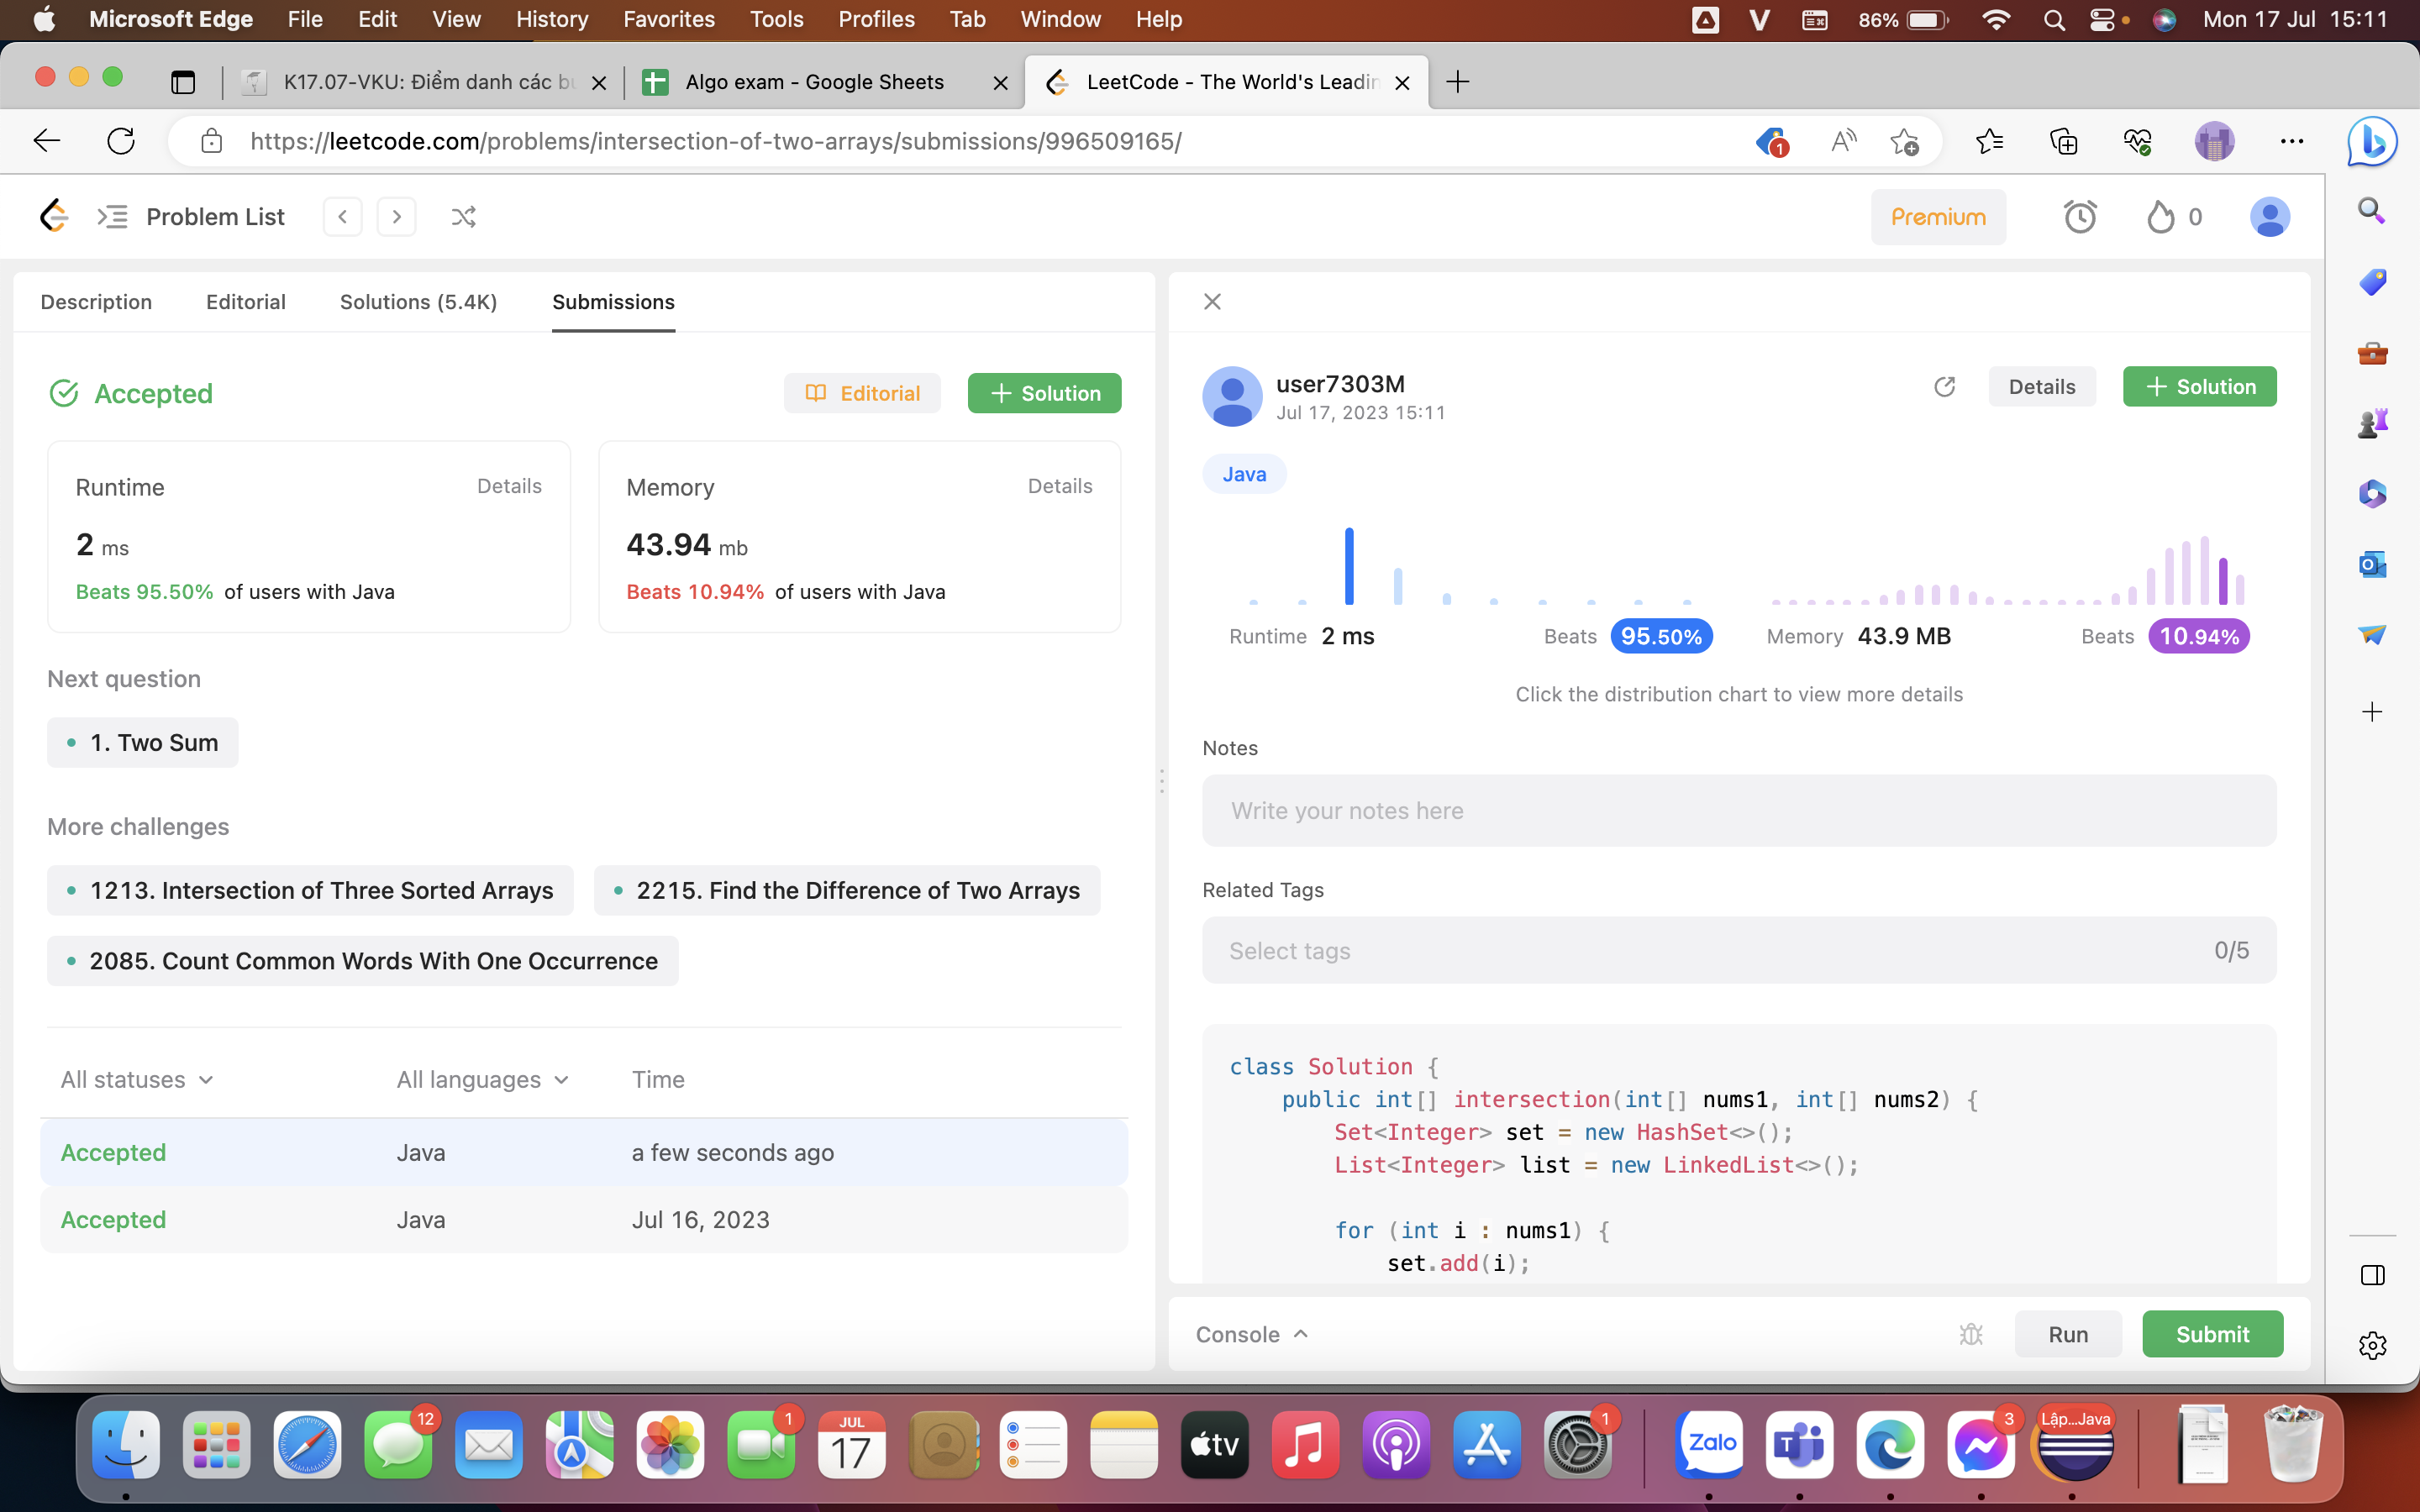 Microsoft Edge File Edit View History Favorites Tools Profiles Tab Window Help 86% Mon 17 Jul 15:11
K17.07-VKU: Điểm danh các bu Algo exam - Google Sheets LeetCode - The World's Leadin
https://leetcode.com/problems/intersection-of-two-arrays/submissions/996509165/ 1
Problem List Premium 0
Description Editorial Solutions (5.4K) Submissions
Accepted Editorial + Solution
Runtime Details
2 ms
Beats 95.50% of users with Java
Memory Details
43.94 mb
Beats 10.94% of users with Java
Next question
1. Two Sum
More challenges
1213. Intersection of Three Sorted Arrays 2215. Find the Difference of Two Arrays
2085. Count Common Words With One Occurrence
All statuses All languages Time
Accepted Java a few seconds ago
Accepted Java Jul 16, 2023
user7303M Details + Solution
Jul 17, 2023 15:11
Java
Runtime 2 ms Beats 95.50% Memory 43.9 MB Beats 10.94%
Click the distribution chart to view more details
Notes
Write your notes here
Related Tags
Select tags 0/5
class Solution {
public int[] intersection(int[] nums1, int[] nums2) {
Set<Integer> set = new HashSet<>();
List<Integer> list = new LinkedList<>();
for (int i : nums1) {
set.add(i);
Console Run Submit
12 1 JUL 17 tv 1 Zalo T 3 Lập...Java